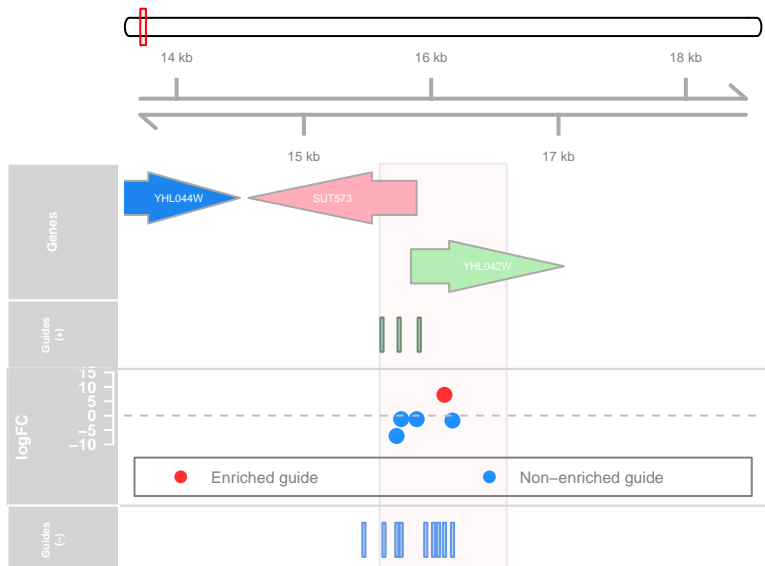 14 kb 16 kb 18 kb
15 kb 17 kb
Genes
YHL044W SUT573
YHL042W
Guides
(+)
logFC
15
10
5
0
−5
−10
Enriched guide Non−enriched guide
Guides
(−)